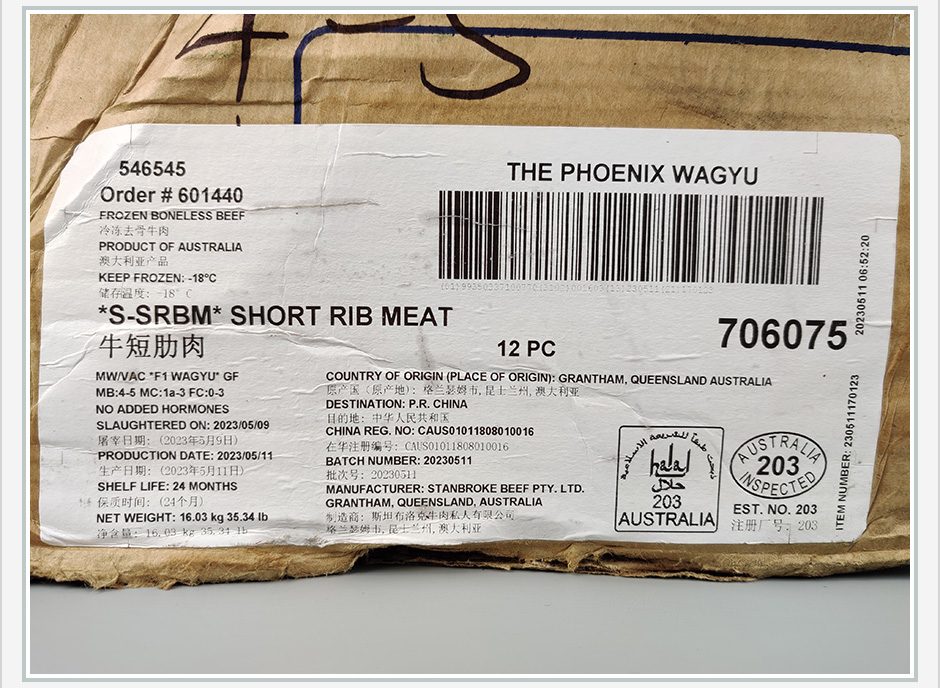 4-5
546545
Order # 601440
FROZEN BONELESS BEEF
冷冻去骨牛肉
PRODUCT OF AUSTRALIA
澳大利亚产品
KEEP FROZEN: -18°C
储存温度: -18° C
THE PHOENIX WAGYU
*S-SRBM* SHORT RIB MEAT
牛短肋肉
12 PC
706075
20230511 06:52:20
MW/VAC *F1 WAGYU* GF
MB:4-5 MC:1a-3 FC:0-3
NO ADDED HORMONES
SLAUGHTERED ON: 2023/05/09
屠宰日期: (2023年5月9日)
PRODUCTION DATE: 2023/05/11
生产日期: (2023年5月11日)
SHELF LIFE: 24 MONTHS
保质时间: (24个月)
NET WEIGHT: 16.03 kg 35.34 lb
净含量: 16.03 kg 35.34 lb
COUNTRY OF ORIGIN (PLACE OF ORIGIN): GRANTHAM, QUEENSLAND AUSTRALIA
原产国 (原产地): 格兰瑟姆市, 昆士兰州, 澳大利亚
DESTINATION: P.R. CHINA
目的地: 中华人民共和国
CHINA REG. NO: CAUS01011808010016
在华注册编号: CAUS01011808010016
BATCH NUMBER: 20230511
批次号: 20230511
MANUFACTURER: STANBROKE BEEF PTY. LTD.
GRANTHAM, QUEENSLAND, AUSTRALIA
制造商: 斯坦布洛克牛肉私人有限公司
格兰瑟姆市, 昆士兰州, 澳大利亚
halal
حلال
203
AUSTRALIA
AUSTRALIA
203
INSPECTED
EST. NO. 203
注册厂号: 203
ITEM NUMBER: 230511170123